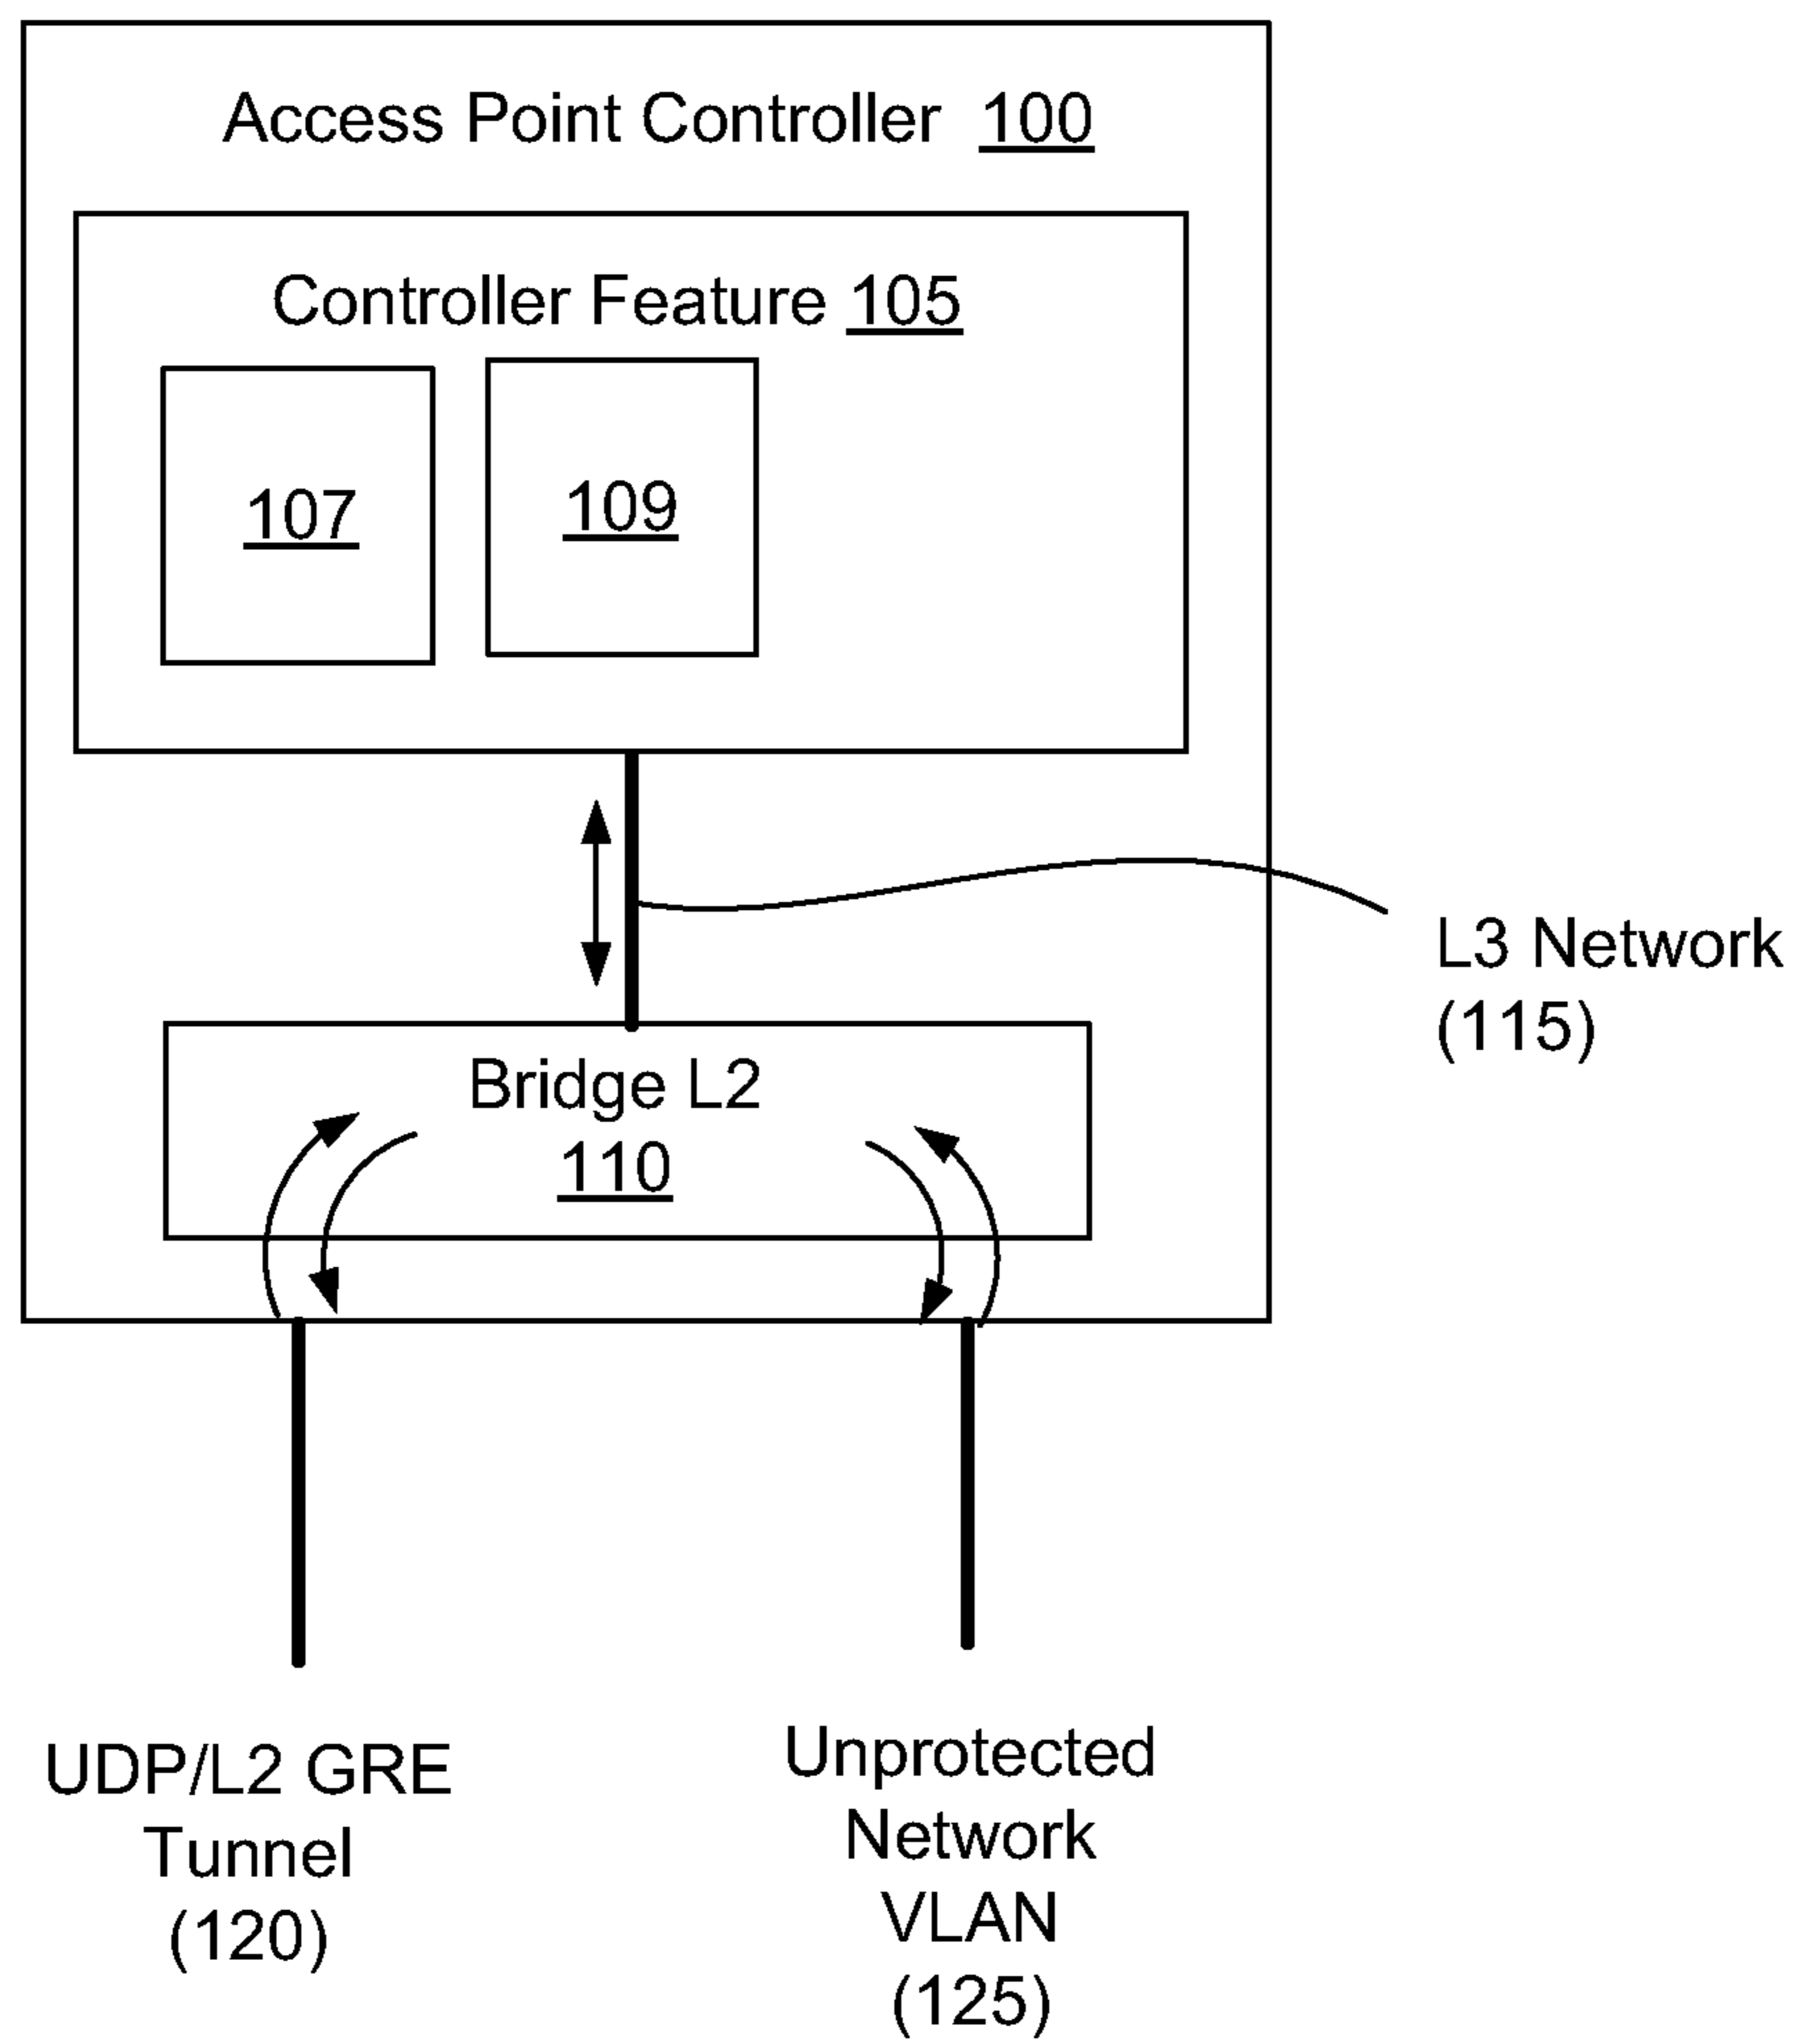 Access Point Controller 100
Controller Feature 105
107
109
L3 Network
(115)
Bridge L2
110
UDP/L2 GRE
Tunnel
(120)
Unprotected
Network
VLAN
(125)